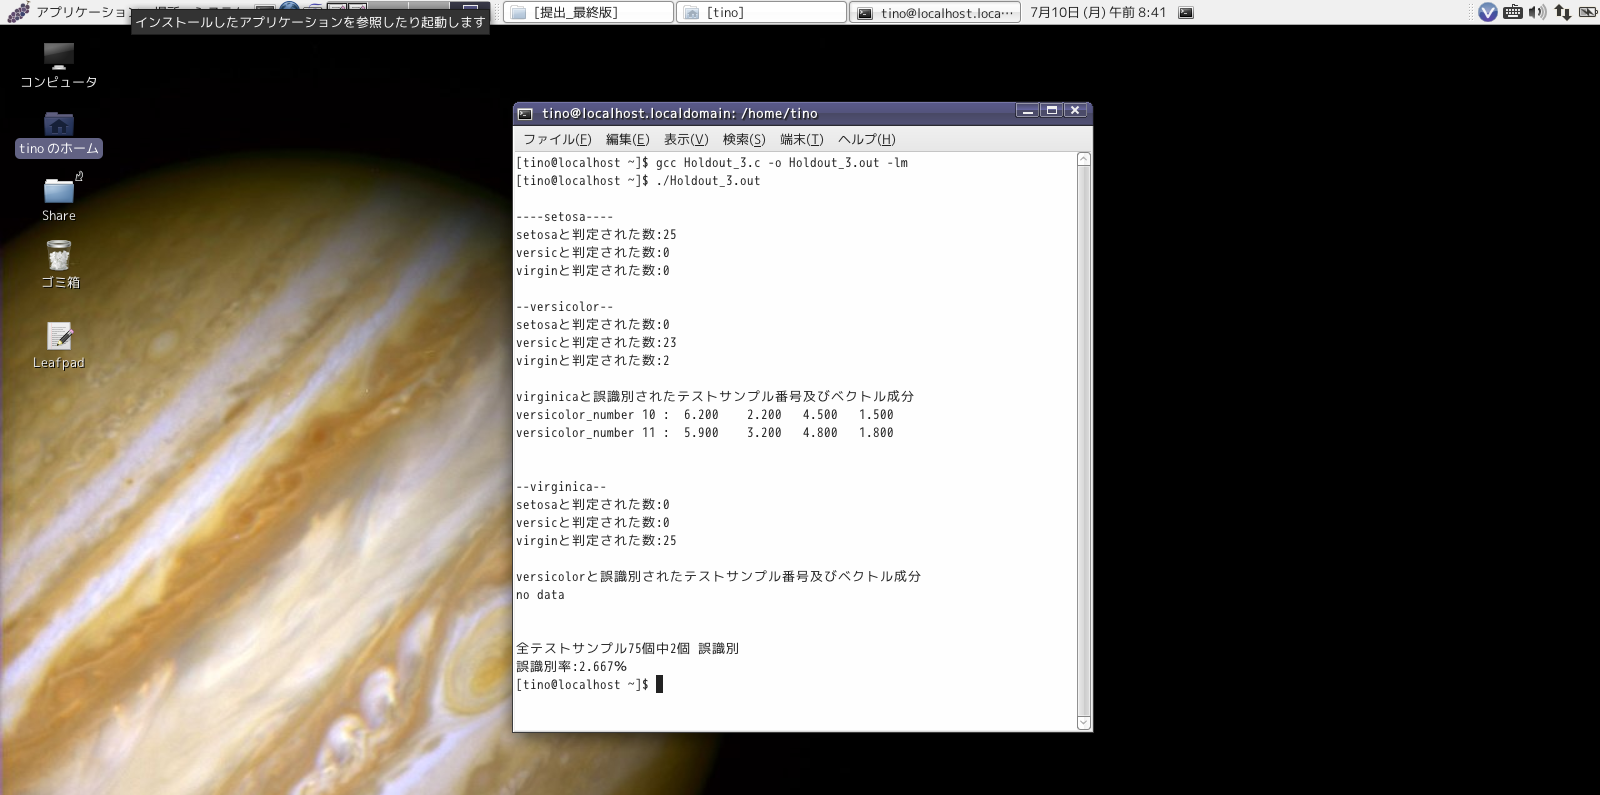 アプリケーション
[提出_最終版]
[tino]
tino@localhost.loca…
7月10日 (月) 午前 8:41
インストールしたアプリケーションを参照したり起動します
コンピュータ
tino のホーム
Share
ゴミ箱
Leafpad
tino@localhost.localdomain: /home/tino
ファイル(F) 編集(E) 表示(V) 検索(S) 端末(T) ヘルプ(H)
[tino@localhost ~]$ gcc Holdout_3.c -o Holdout_3.out -lm
[tino@localhost ~]$ ./Holdout_3.out
----setosa----
setosaと判定された数:25
versicと判定された数:0
virginと判定された数:0
--versicolor--
setosaと判定された数:0
versicと判定された数:23
virginと判定された数:2
virginicaと誤識別されたテストサンプル番号及びベクトル成分
versicolor_number 10 : 6.200 2.200 4.500 1.500
versicolor_number 11 : 5.900 3.200 4.800 1.800
--virginica--
setosaと判定された数:0
versicと判定された数:0
virginと判定された数:25
versicolorと誤識別されたテストサンプル番号及びベクトル成分
no data
全テストサンプル75個中2個 誤識別
誤識別率:2.667%
[tino@localhost ~]$